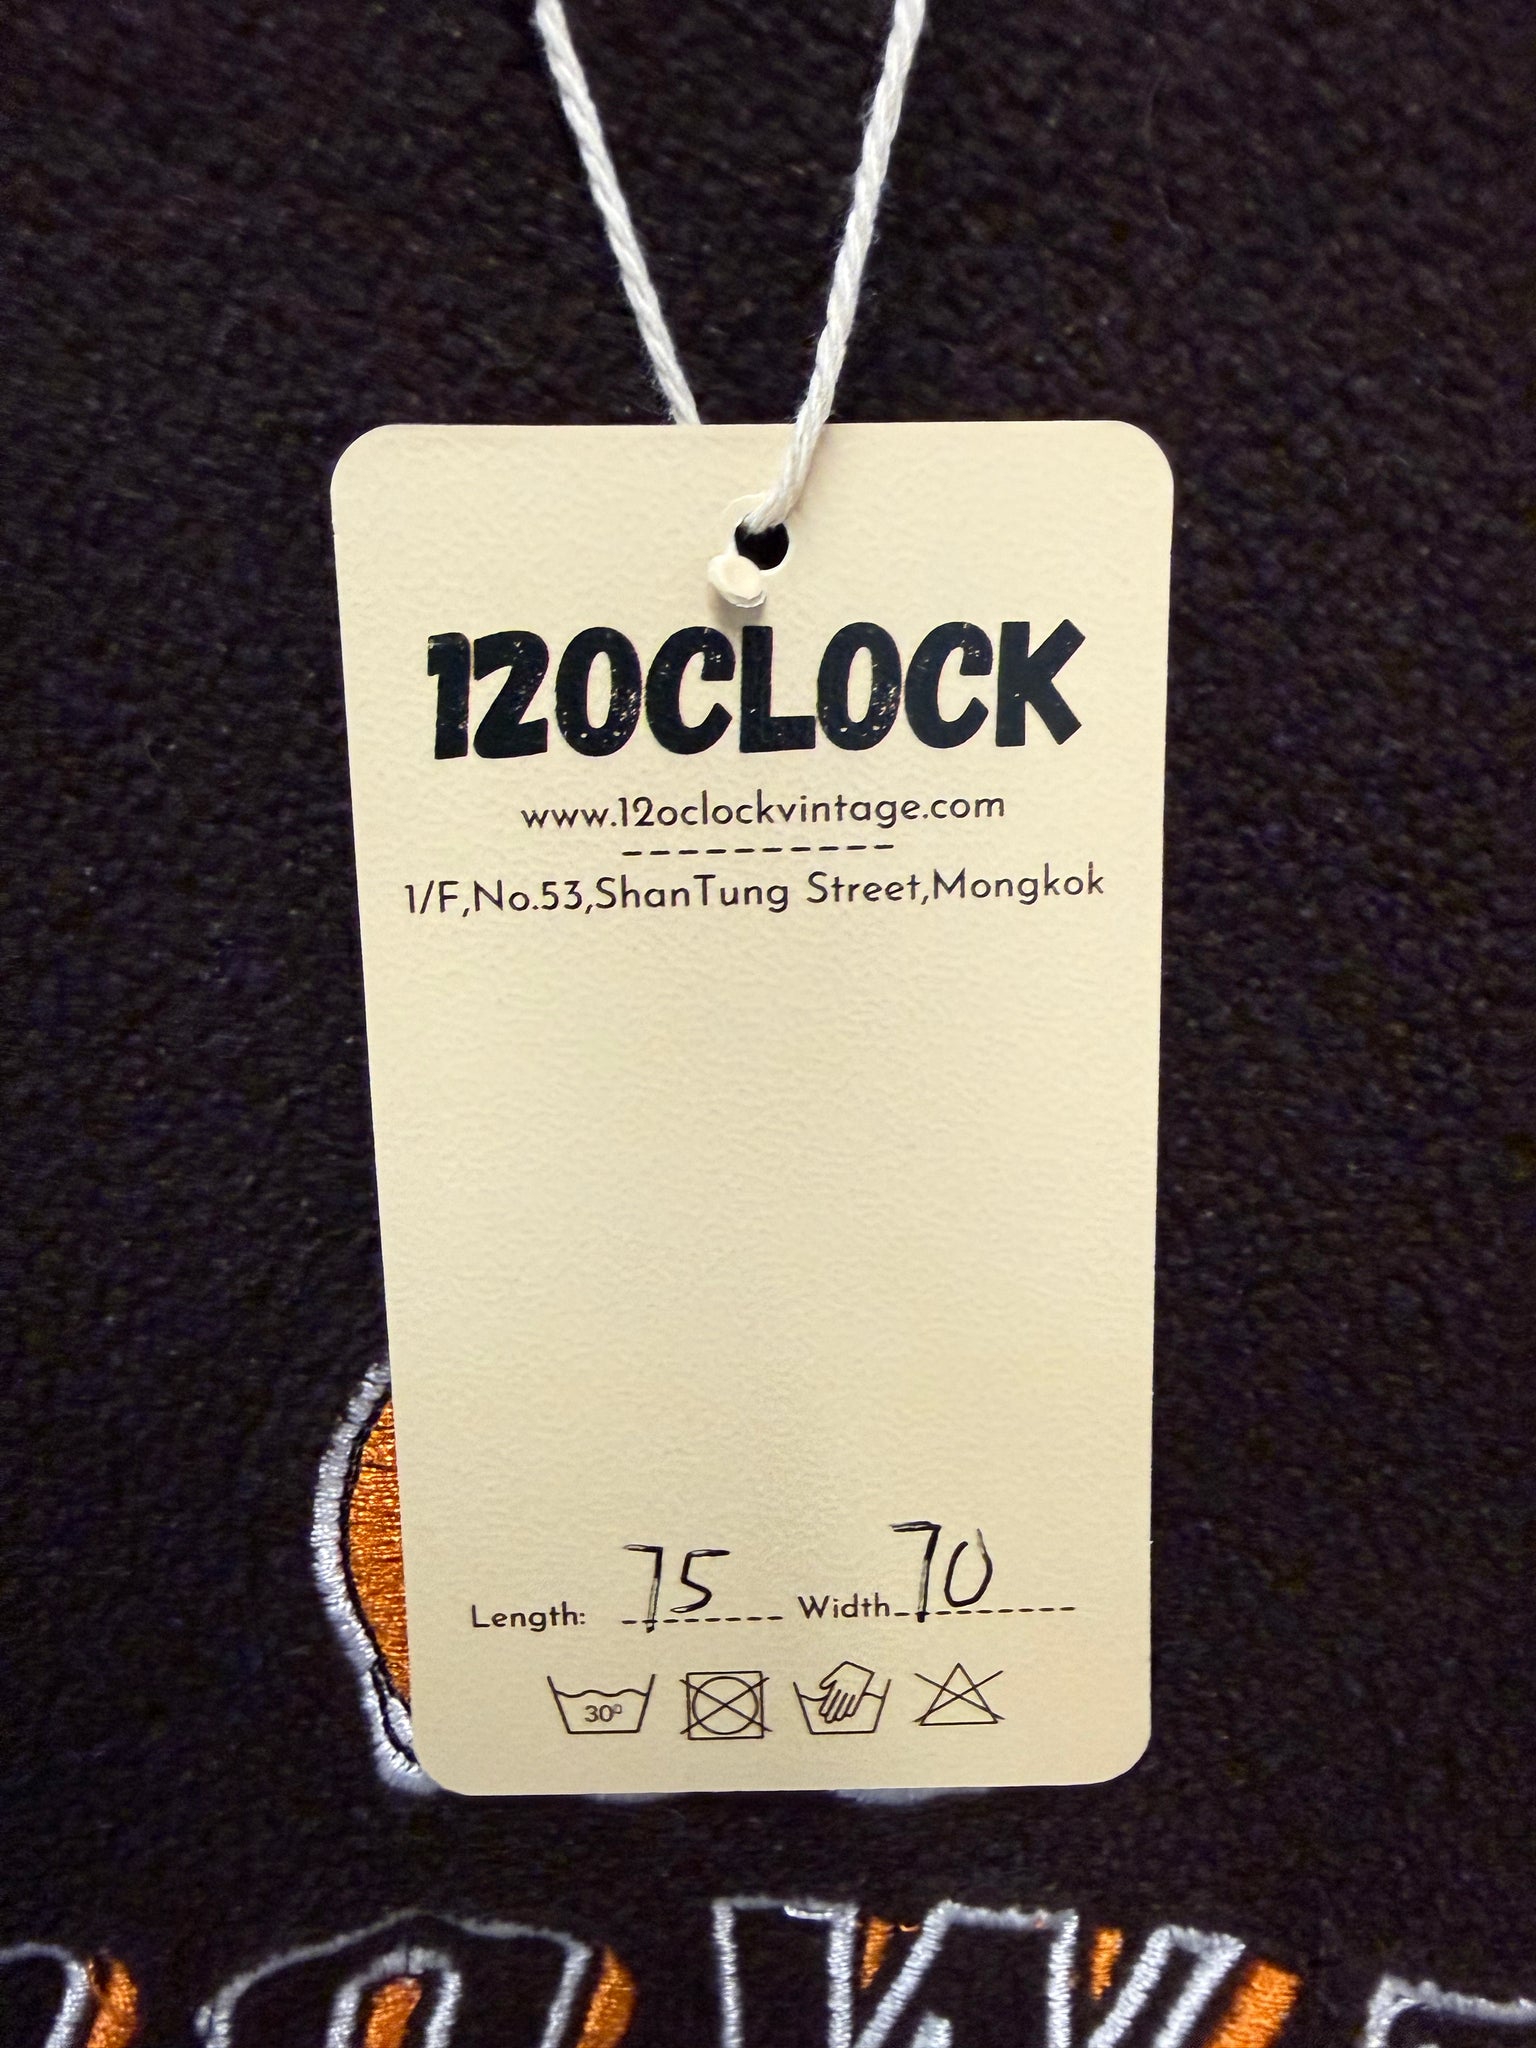 12OCLOCK
www.12oclockvintage.com
1/F,No.53,ShanTung Street,Mongkok
Length: 75 Width 70
30°